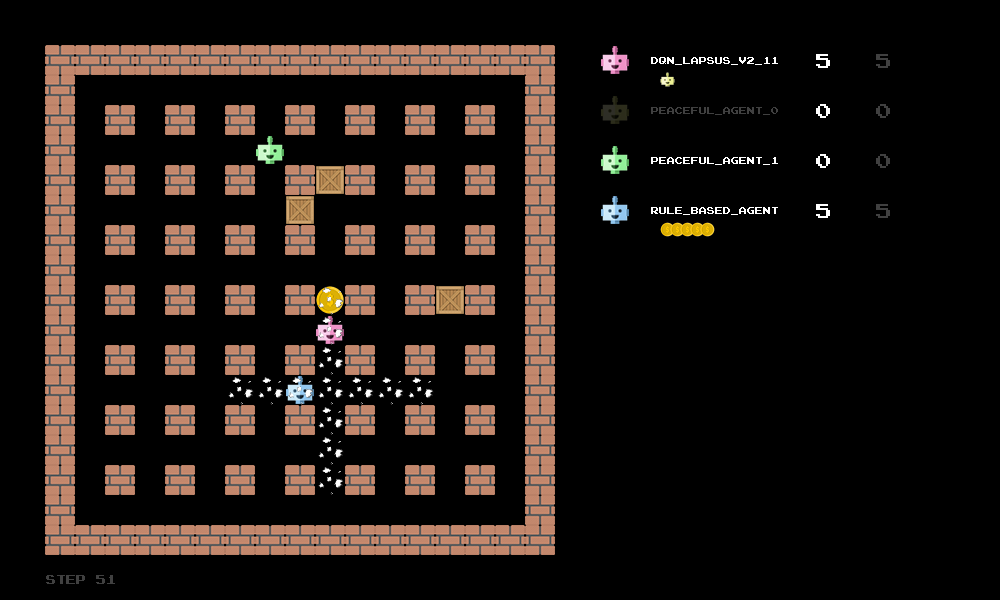 DQN_LAPSUS_V2_11 5 5
PEACEFUL_AGENT_0 0 0
PEACEFUL_AGENT_1 0 0
RULE_BASED_AGENT 5 5
STEP 51